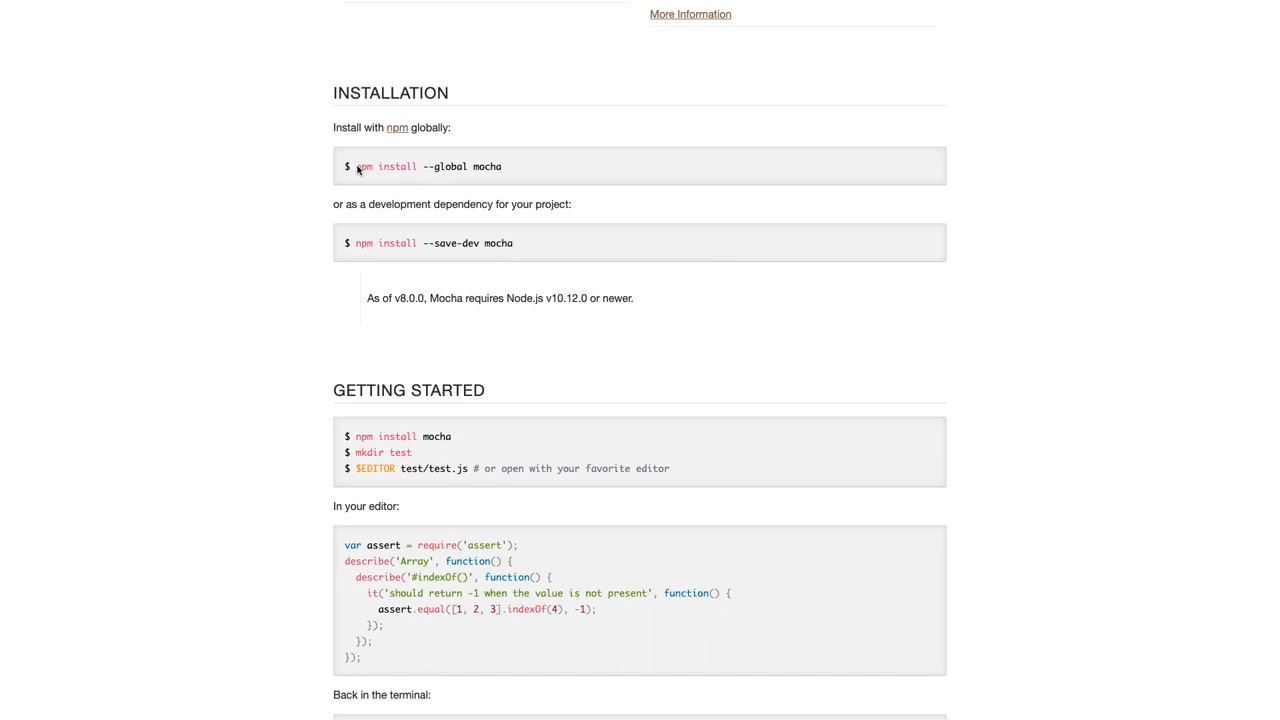 More Information
INSTALLATION
Install with npm globally:
$ npm install --global mocha
or as a development dependency for your project:
$ npm install --save-dev mocha
As of v8.0.0, Mocha requires Node.js v10.12.0 or newer.
GETTING STARTED
$ npm install mocha
$ mkdir test
$ $EDITOR test/test.js # or open with your favorite editor
In your editor:
var assert = require('assert');
describe('Array', function() {
  describe('#indexOf()', function() {
    it('should return -1 when the value is not present', function() {
      assert.equal([1, 2, 3].indexOf(4), -1);
    });
  });
});
Back in the terminal: